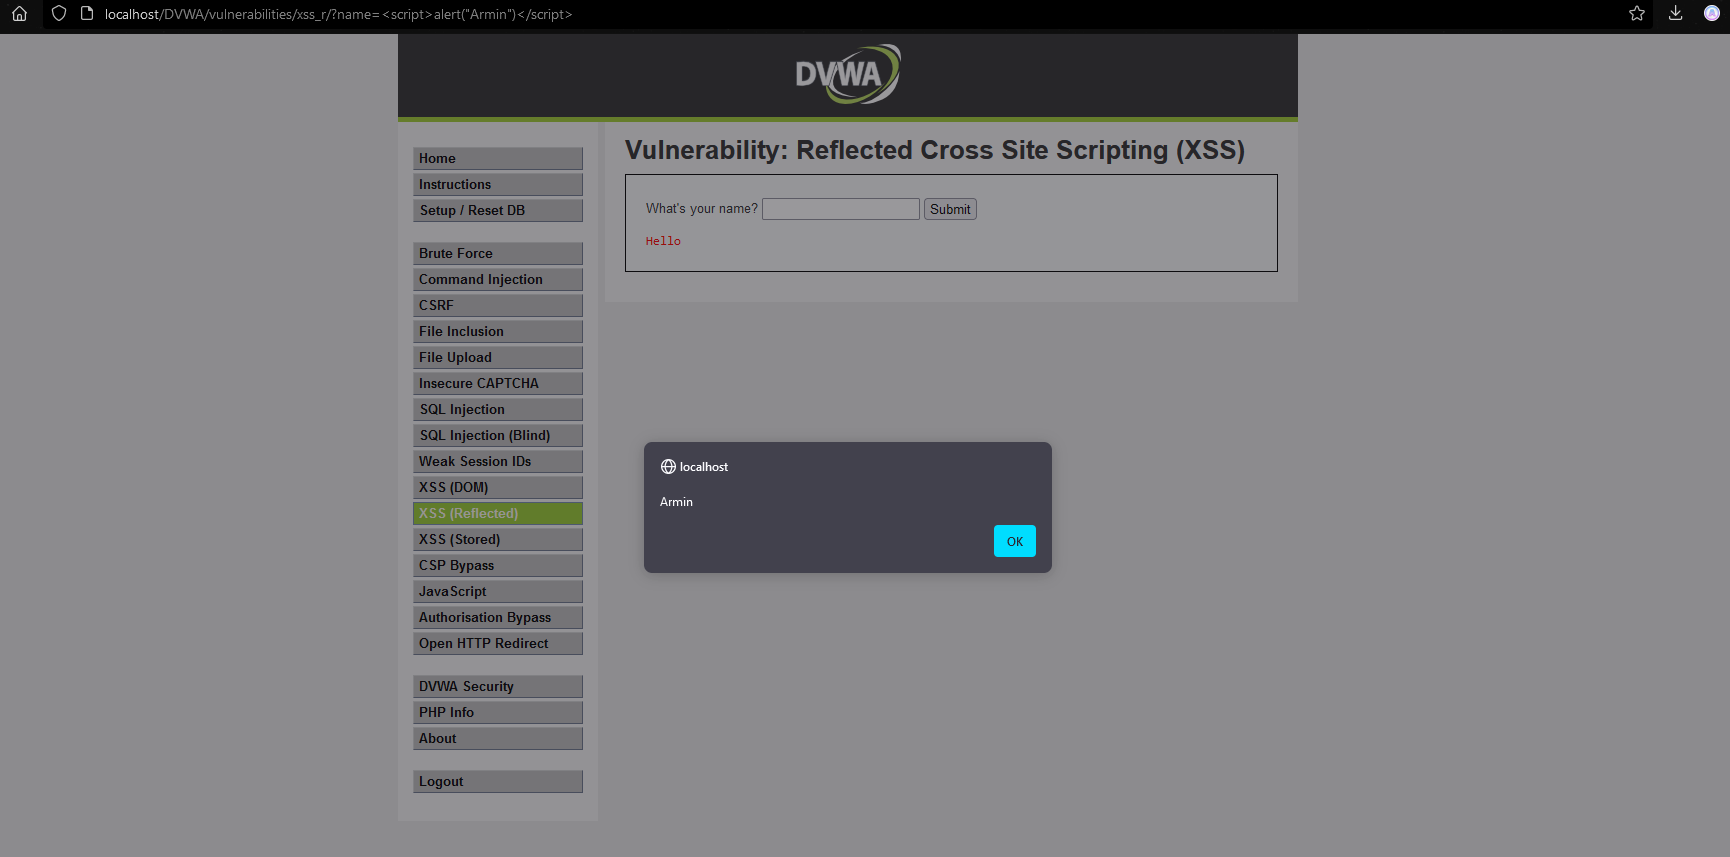 localhost/DVWA/vulnerabilities/xss_r/?name=<script>alert("Armin")</script>
DVWA
Home
Instructions
Setup / Reset DB
Brute Force
Command Injection
CSRF
File Inclusion
File Upload
Insecure CAPTCHA
SQL Injection
SQL Injection (Blind)
Weak Session IDs
XSS (DOM)
XSS (Reflected)
XSS (Stored)
CSP Bypass
JavaScript
Authorisation Bypass
Open HTTP Redirect
DVWA Security
PHP Info
About
Logout
Vulnerability: Reflected Cross Site Scripting (XSS)
What's your name? Submit
Hello
localhost
Armin
OK